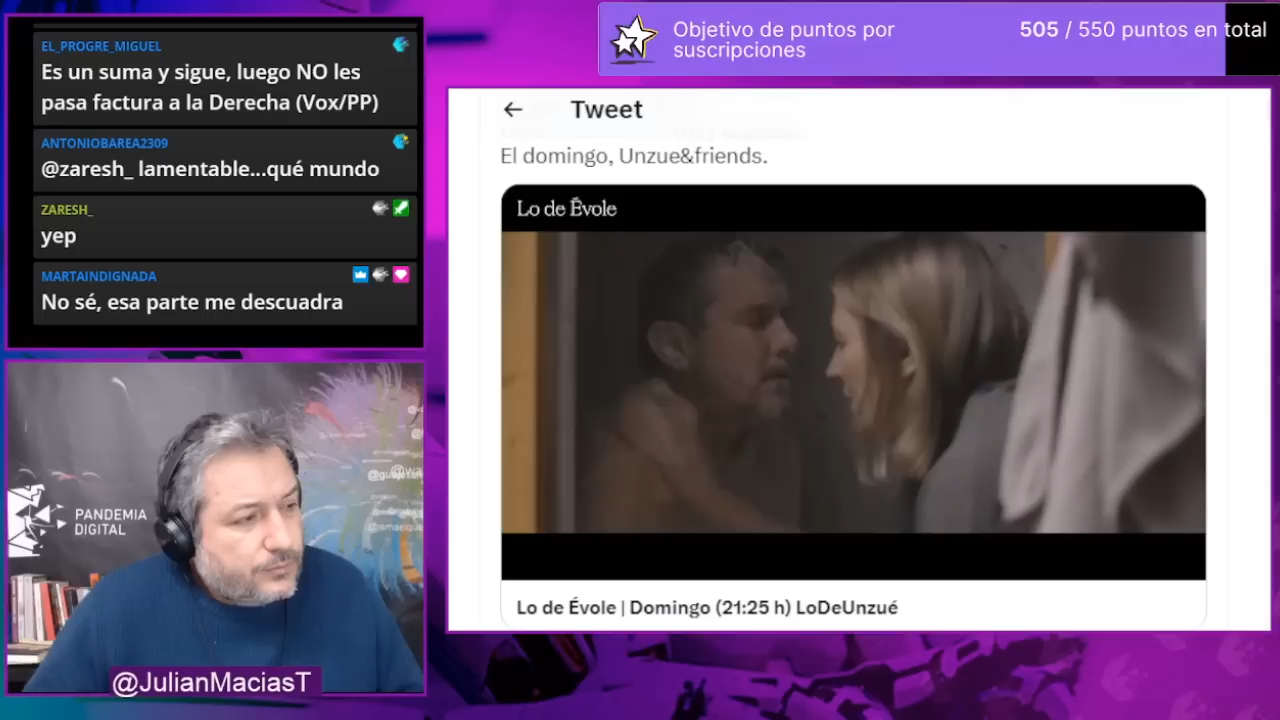 EL_PROGRE_MIGUEL
Es un suma y sigue, luego NO les
pasa factura a la Derecha (Vox/PP)
ANTONIOBAREA2309
@zaresh_ lamentable...qué mundo
ZARESH_
yep
MARTAINDIGNADA
No sé, esa parte me descuadra
Objetivo de puntos por
suscripciones
505 / 550 puntos en total
Tweet
El domingo, Unzue&friends.
Lo de Évole
Lo de Évole | Domingo (21:25 h) LoDeUnzué
PANDEMIA
DIGITAL
@JulianMaciasT